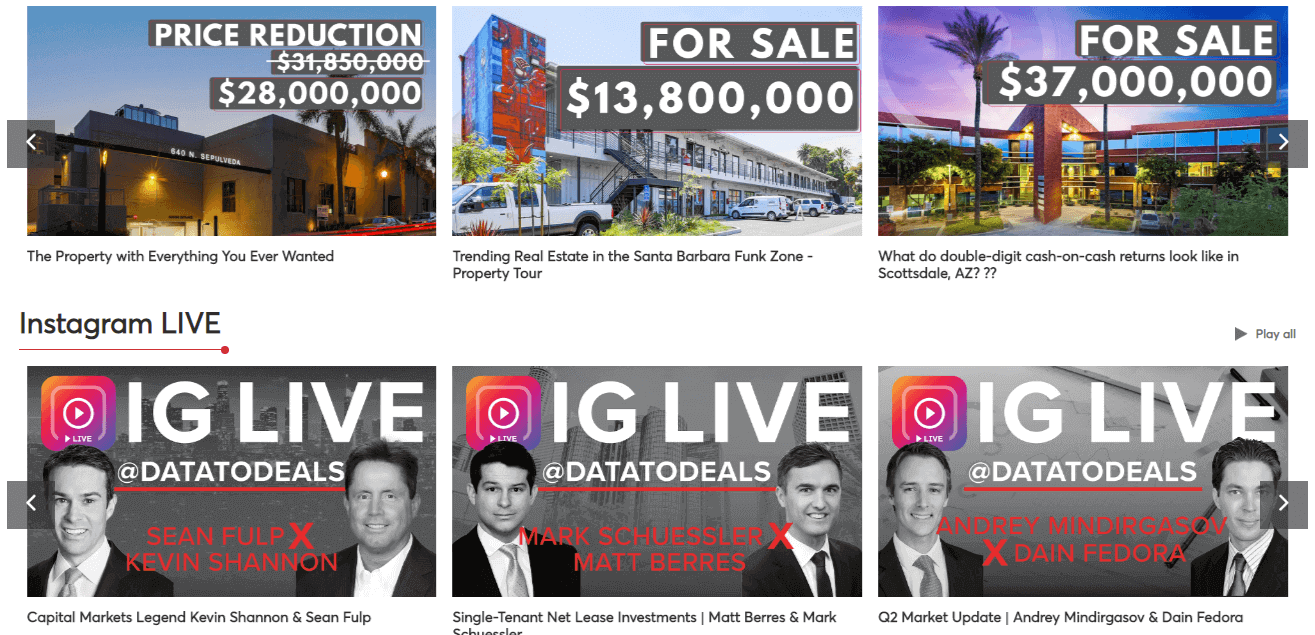 PRICE REDUCTION
$31,850,000
$28,000,000
640 N. SEPULVEDA
The Property with Everything You Ever Wanted
FOR SALE
$13,800,000
Trending Real Estate in the Santa Barbara Funk Zone -
Property Tour
FOR SALE
$37,000,000
What do double-digit cash-on-cash returns look like in
Scottsdale, AZ? ??
Instagram LIVE
Play all
LIVE
IG LIVE
@DATATODEALS
SEAN FULP X
KEVIN SHANNON
Capital Markets Legend Kevin Shannon & Sean Fulp
LIVE
IG LIVE
@DATATODEALS
MARK SCHUESSLER X
MATT BERRES
Single-Tenant Net Lease Investments | Matt Berres & Mark
Schuessler
LIVE
IG LIVE
@DATATODEALS
ANDREY MINDIRGASOV
X DAIN FEDORA
Q2 Market Update | Andrey Mindirgasov & Dain Fedora